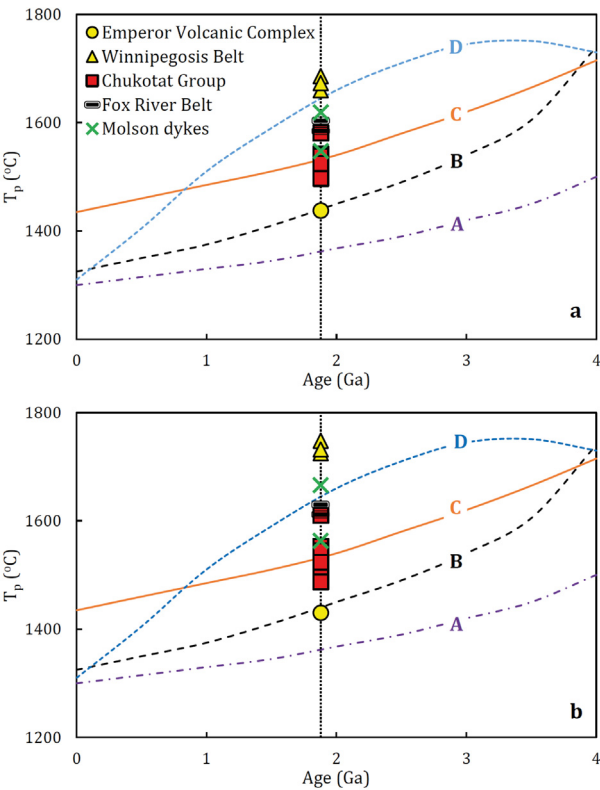 1800
Emperor Volcanic Complex
Winnipegosis Belt
Chukotat Group
Fox River Belt
Molson dykes
D
C
B
A
1600
1400
1200
Tp (°C)
a
0 1 2 3 4
Age (Ga)
1800
D
C
B
A
1600
1400
1200
Tp (°C)
b
0 1 2 3 4
Age (Ga)